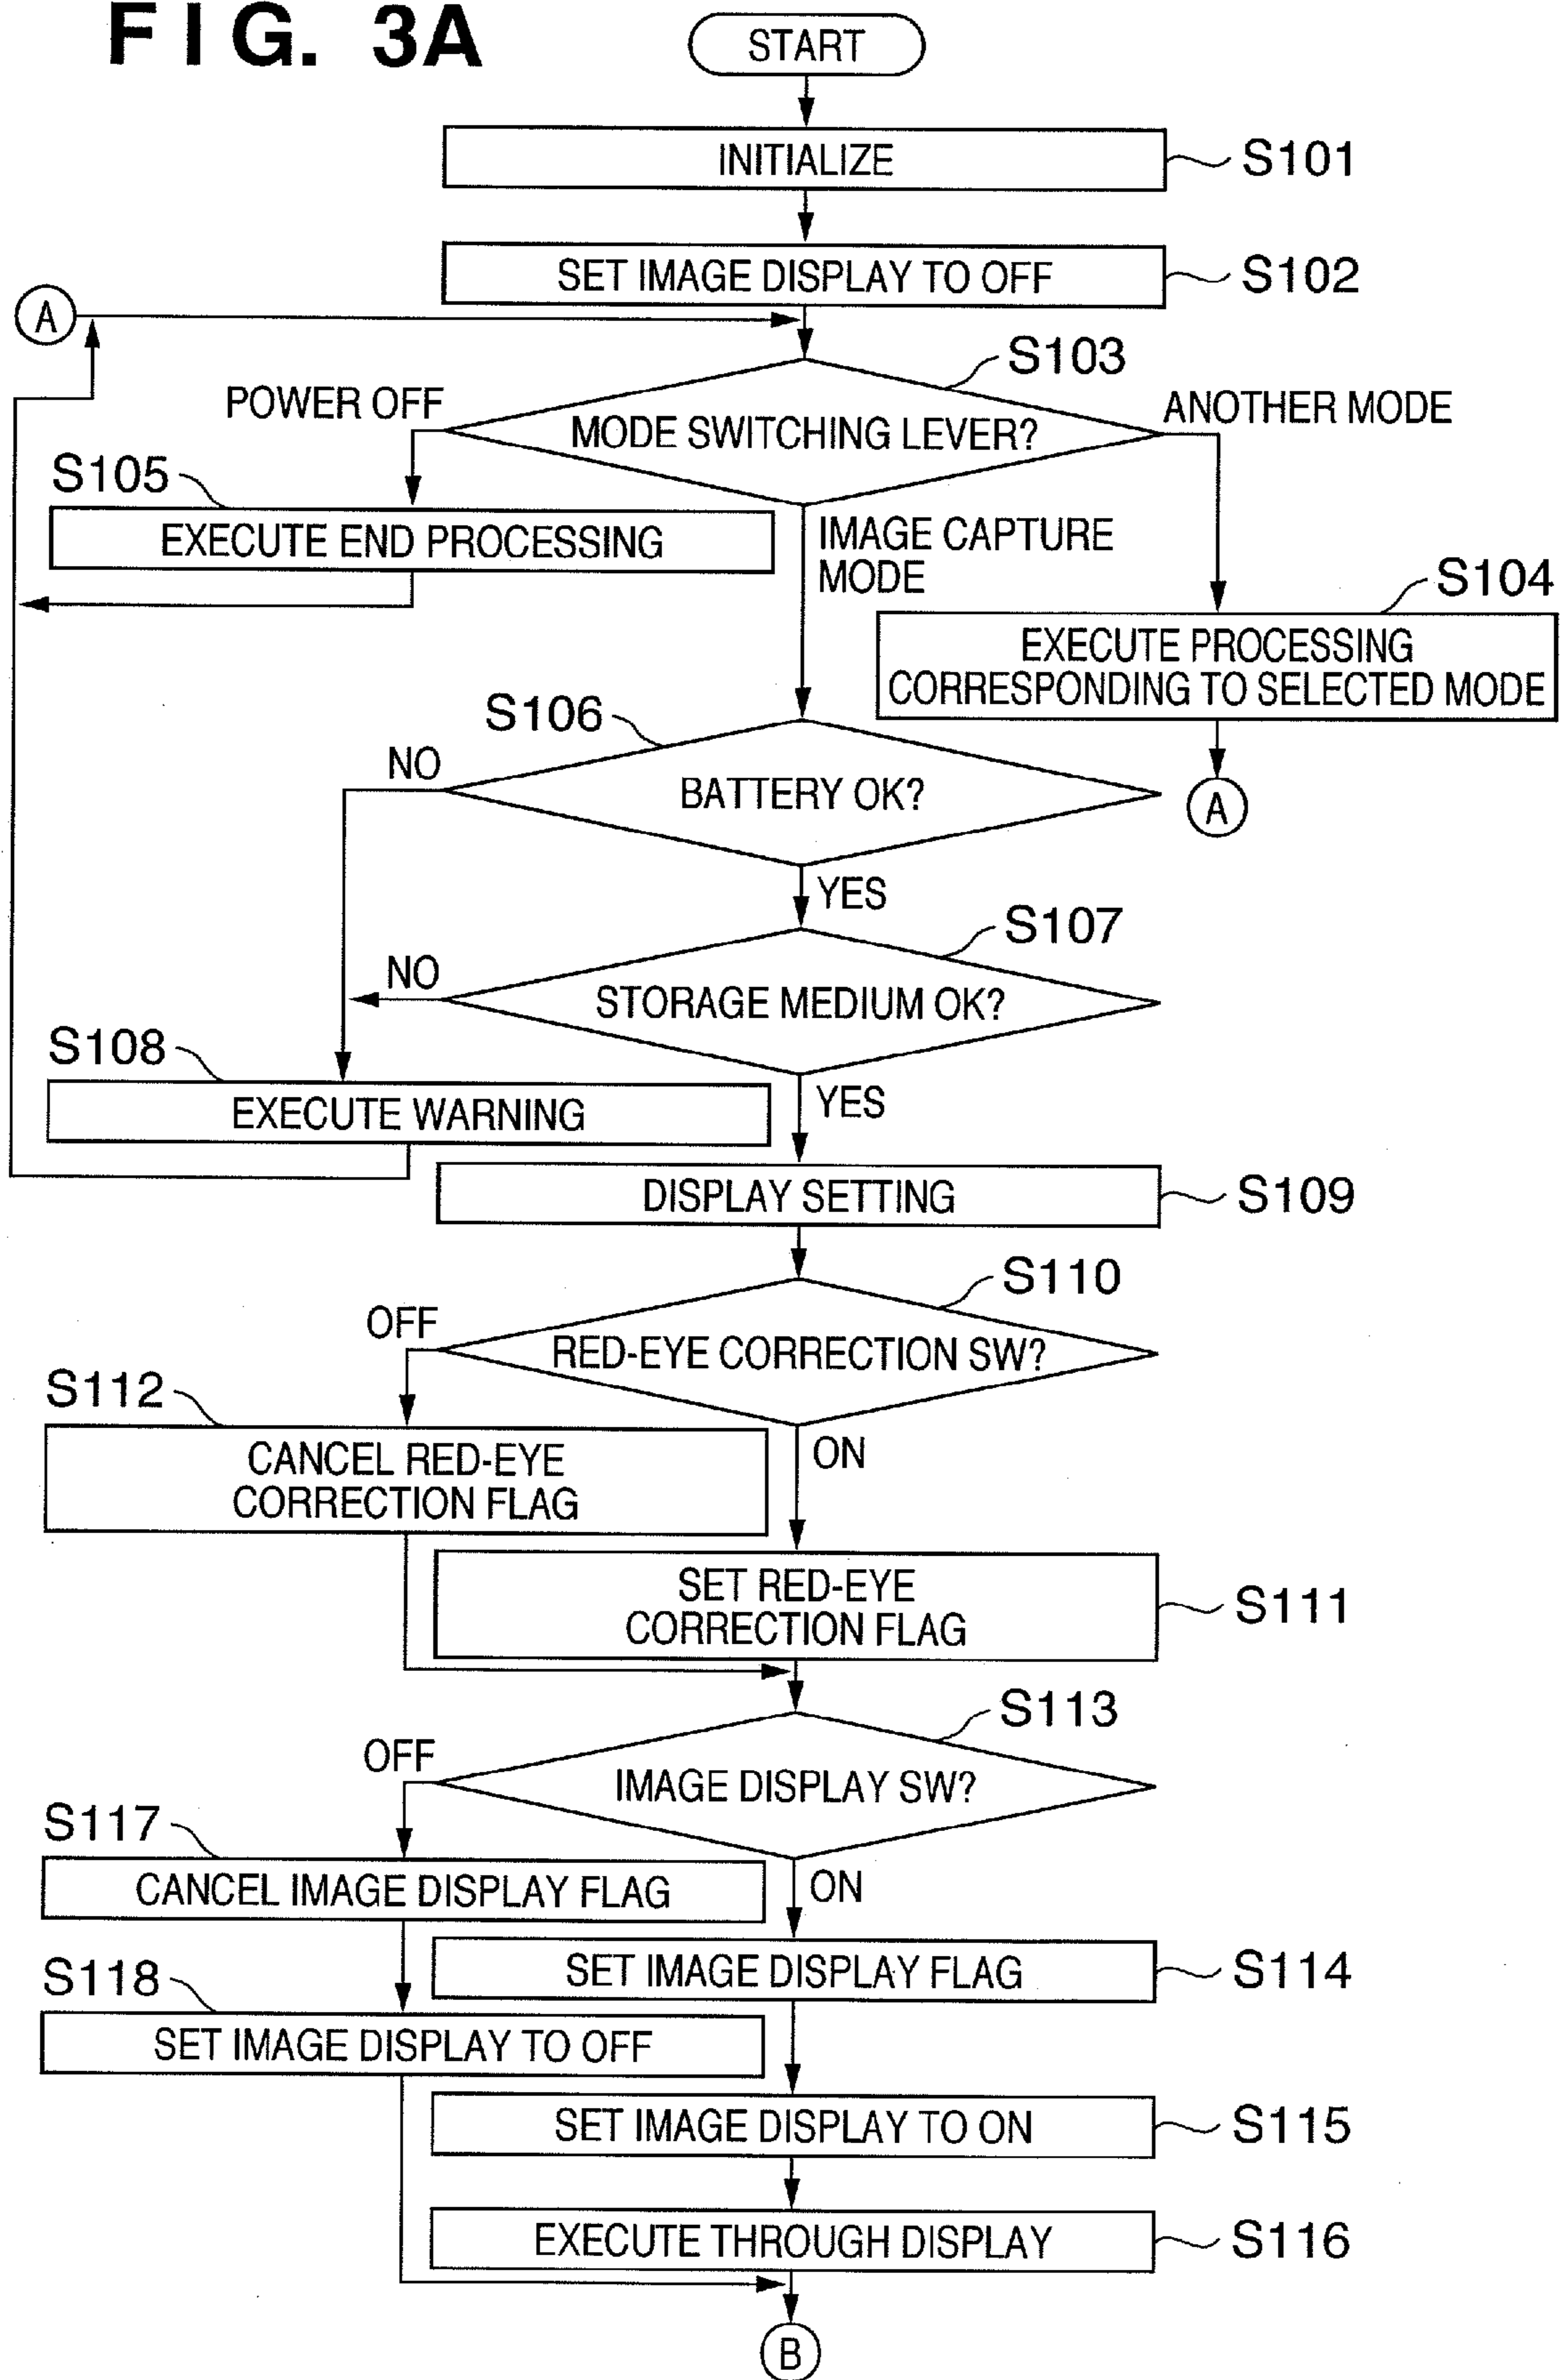 FIG. 3A
START
INITIALIZE
S101
SET IMAGE DISPLAY TO OFF
S102
A
S103
POWER OFF
MODE SWITCHING LEVER?
ANOTHER MODE
S105
EXECUTE END PROCESSING
IMAGE CAPTURE
MODE
S104
EXECUTE PROCESSING
CORRESPONDING TO SELECTED MODE
S106
NO
BATTERY OK?
A
YES
S107
NO
STORAGE MEDIUM OK?
S108
EXECUTE WARNING
YES
DISPLAY SETTING
S109
S110
OFF
RED-EYE CORRECTION SW?
S112
CANCEL RED-EYE
CORRECTION FLAG
ON
SET RED-EYE
CORRECTION FLAG
S111
S113
OFF
IMAGE DISPLAY SW?
S117
CANCEL IMAGE DISPLAY FLAG
ON
SET IMAGE DISPLAY FLAG
S114
S118
SET IMAGE DISPLAY TO OFF
SET IMAGE DISPLAY TO ON
S115
EXECUTE THROUGH DISPLAY
S116
B